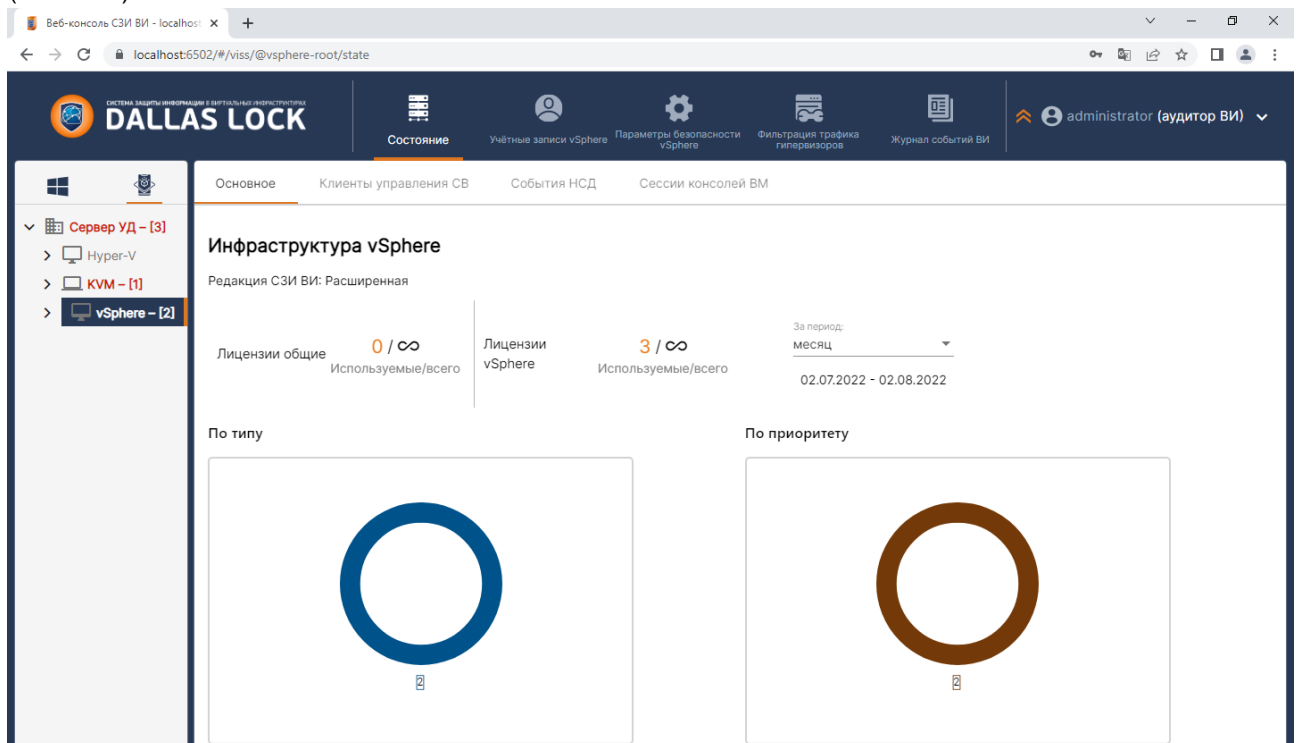 Веб-консоль СЗИ ВИ - localhost
localhost:6502/#/viss/@vsphere-root/state
СИСТЕМА ЗАЩИТЫ ИНФОРМАЦИИ В ВИРТУАЛЬНЫХ ИНФРАСТРУКТУРАХ
DALLAS LOCK
Состояние
Учётные записи vSphere
Параметры безопасности
vSphere
Фильтрация трафика
гипервизоров
Журнал событий ВИ
administrator (аудитор ВИ)
Основное Клиенты управления СВ События НСД Сессии консолей ВМ
Сервер УД – [3]
Hyper-V
KVM – [1]
vSphere – [2]
Инфраструктура vSphere
Редакция СЗИ ВИ: Расширенная
Лицензии общие
0 / ∞
Используемые/всего
Лицензии
vSphere
3 / ∞
Используемые/всего
За период:
месяц
02.07.2022 - 02.08.2022
По типу
2
По приоритету
2